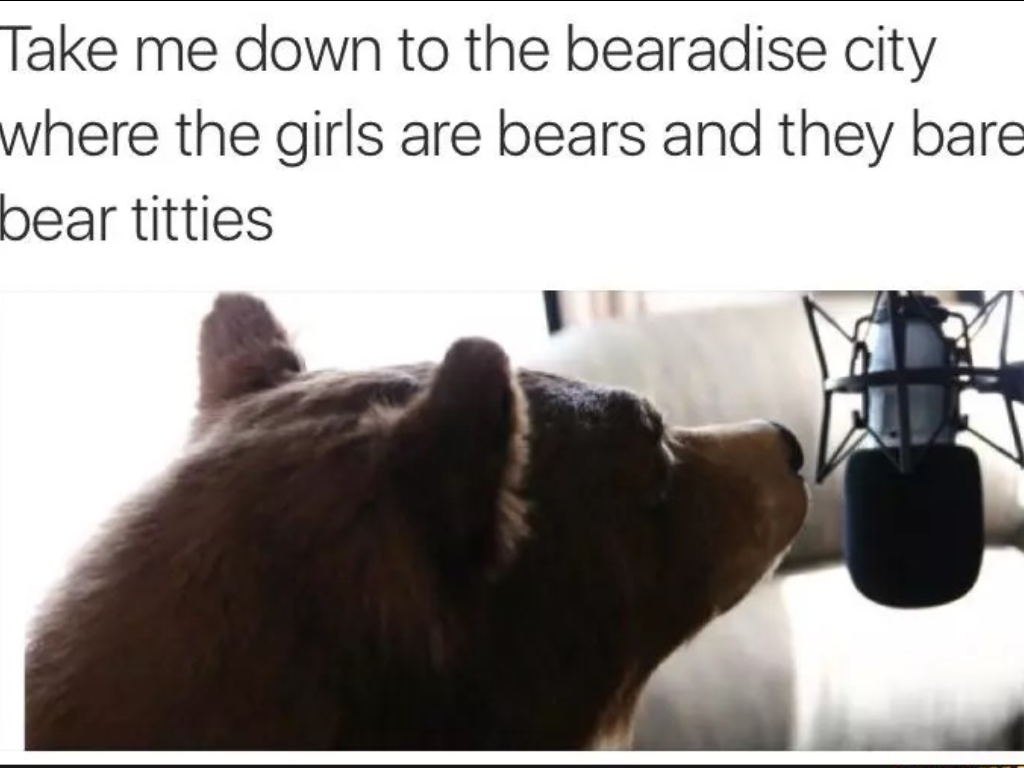 Take me down to the bearadise city
where the girls are bears and they bare
bear titties